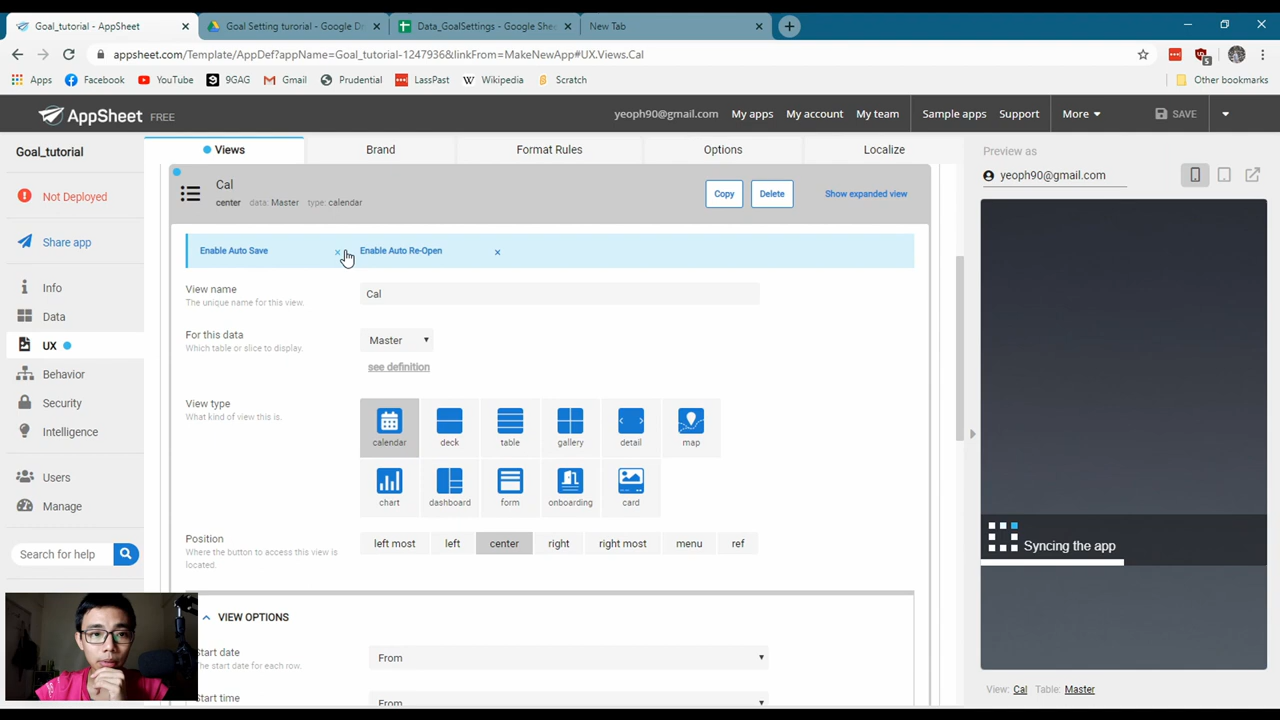 Goal_tutorial - AppSheet
Goal Setting turorial - Google Dr
Data_GoalSettings - Google She
New Tab
appsheet.com/Template/AppDef?appName=Goal_tutorial-1247936&linkFrom=MakeNewApp#UX.Views.Cal
Apps Facebook YouTube 9GAG Gmail Prudential LassPast Wikipedia Scratch Other bookmarks
AppSheet FREE
yeoph90@gmail.com My apps My account My team Sample apps Support More SAVE
Goal_tutorial
Views Brand Format Rules Options Localize
Not Deployed
Share app
Info
Data
UX
Behavior
Security
Intelligence
Users
Manage
Search for help
Cal
center data: Master type: calendar
Copy Delete Show expanded view
Enable Auto Save × Enable Auto Re-Open ×
View name
The unique name for this view.
Cal
For this data
Which table or slice to display.
Master
see definition
View type
What kind of view this is.
calendar deck table gallery detail map
chart dashboard form onboarding card
Position
Where the button to access this view is
located.
left most left center right right most menu ref
VIEW OPTIONS
Start date
The start date for each row.
From
Start time
From
Preview as
yeoph90@gmail.com
Syncing the app
View: Cal Table: Master